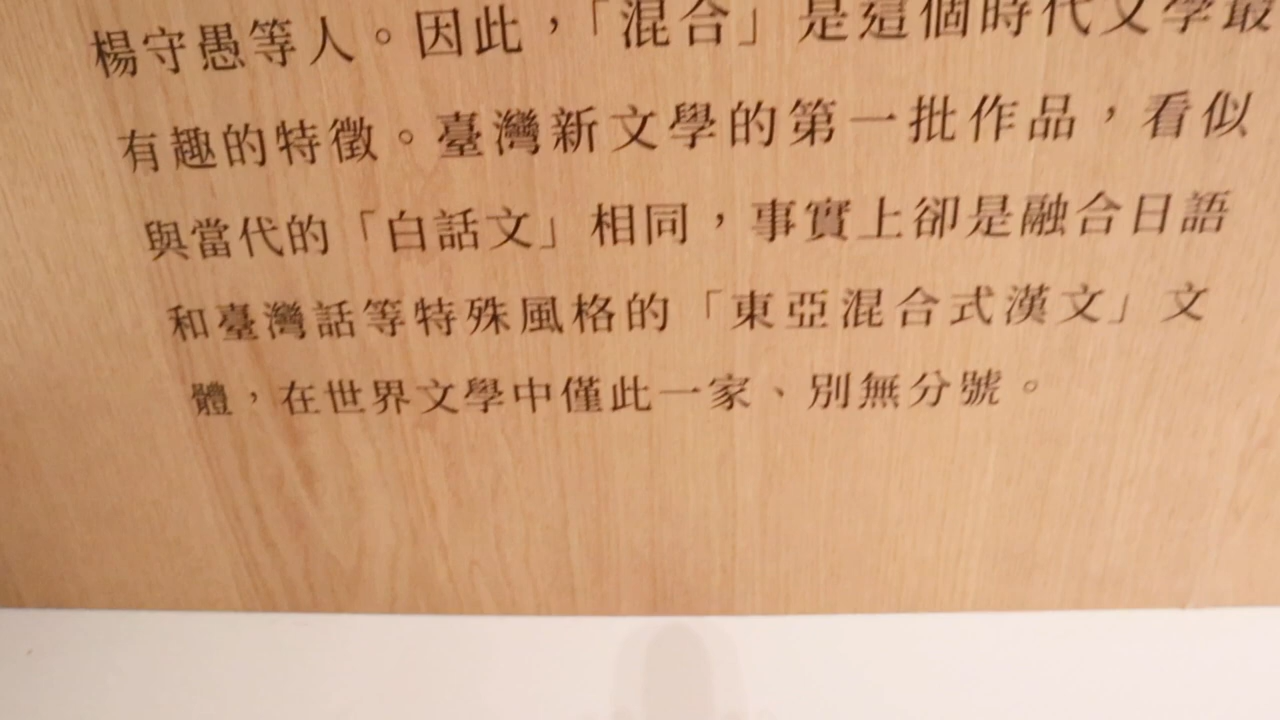 楊守愚等人。因此，「混合」是這個時代文學最
有趣的特徵。臺灣新文學的第一批作品，看似
與當代的「白話文」相同，事實上卻是融合日語
和臺灣話等特殊風格的「東亞混合式漢文」文
體，在世界文學中僅此一家、別無分號。